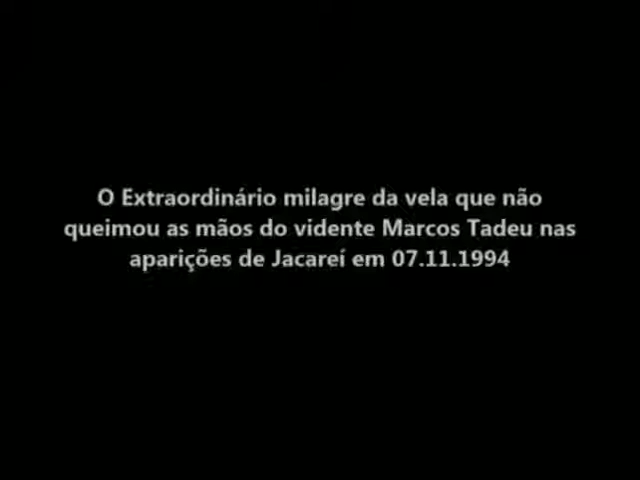 O Extraordinário milagre da vela que não
queimou as mãos do vidente Marcos Tadeu nas
aparições de Jacareí em 07.11.1994